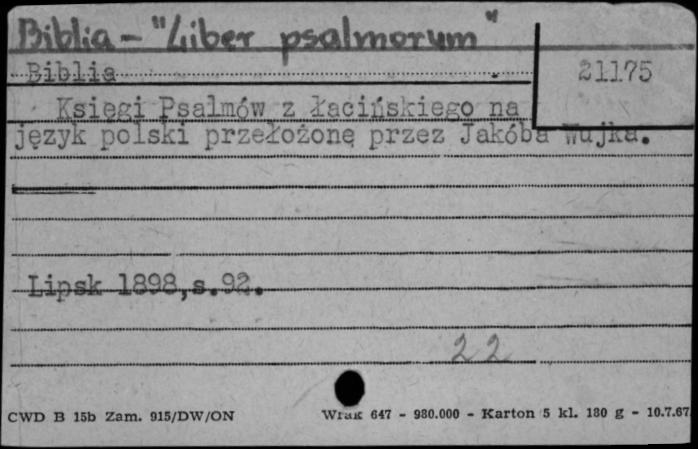 Biblia - "Liber psalmorum"
Biblia
21175
Księgi Psalmów z łacińskiego na
język polski przełożonę przez Jakóba Wujka.
Lipsk 1898,s.92.
22
CWD B 15b Zam. 915/DW/ON
Wrak 647 - 980.000 - Karton 5 kl. 180 g - 10.7.67